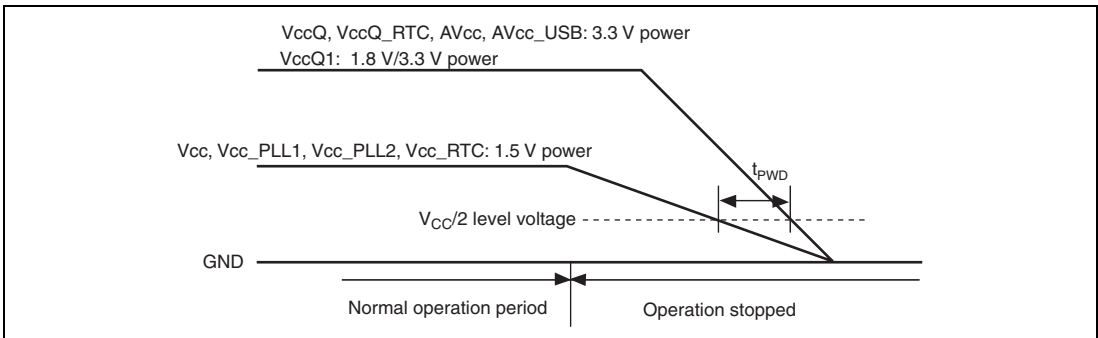 VccQ, VccQ_RTC, AVcc, AVcc_USB: 3.3 V power
VccQ1: 1.8 V/3.3 V power
Vcc, Vcc_PLL1, Vcc_PLL2, Vcc_RTC: 1.5 V power
tPWD
VCC/2 level voltage
GND
Normal operation period
Operation stopped